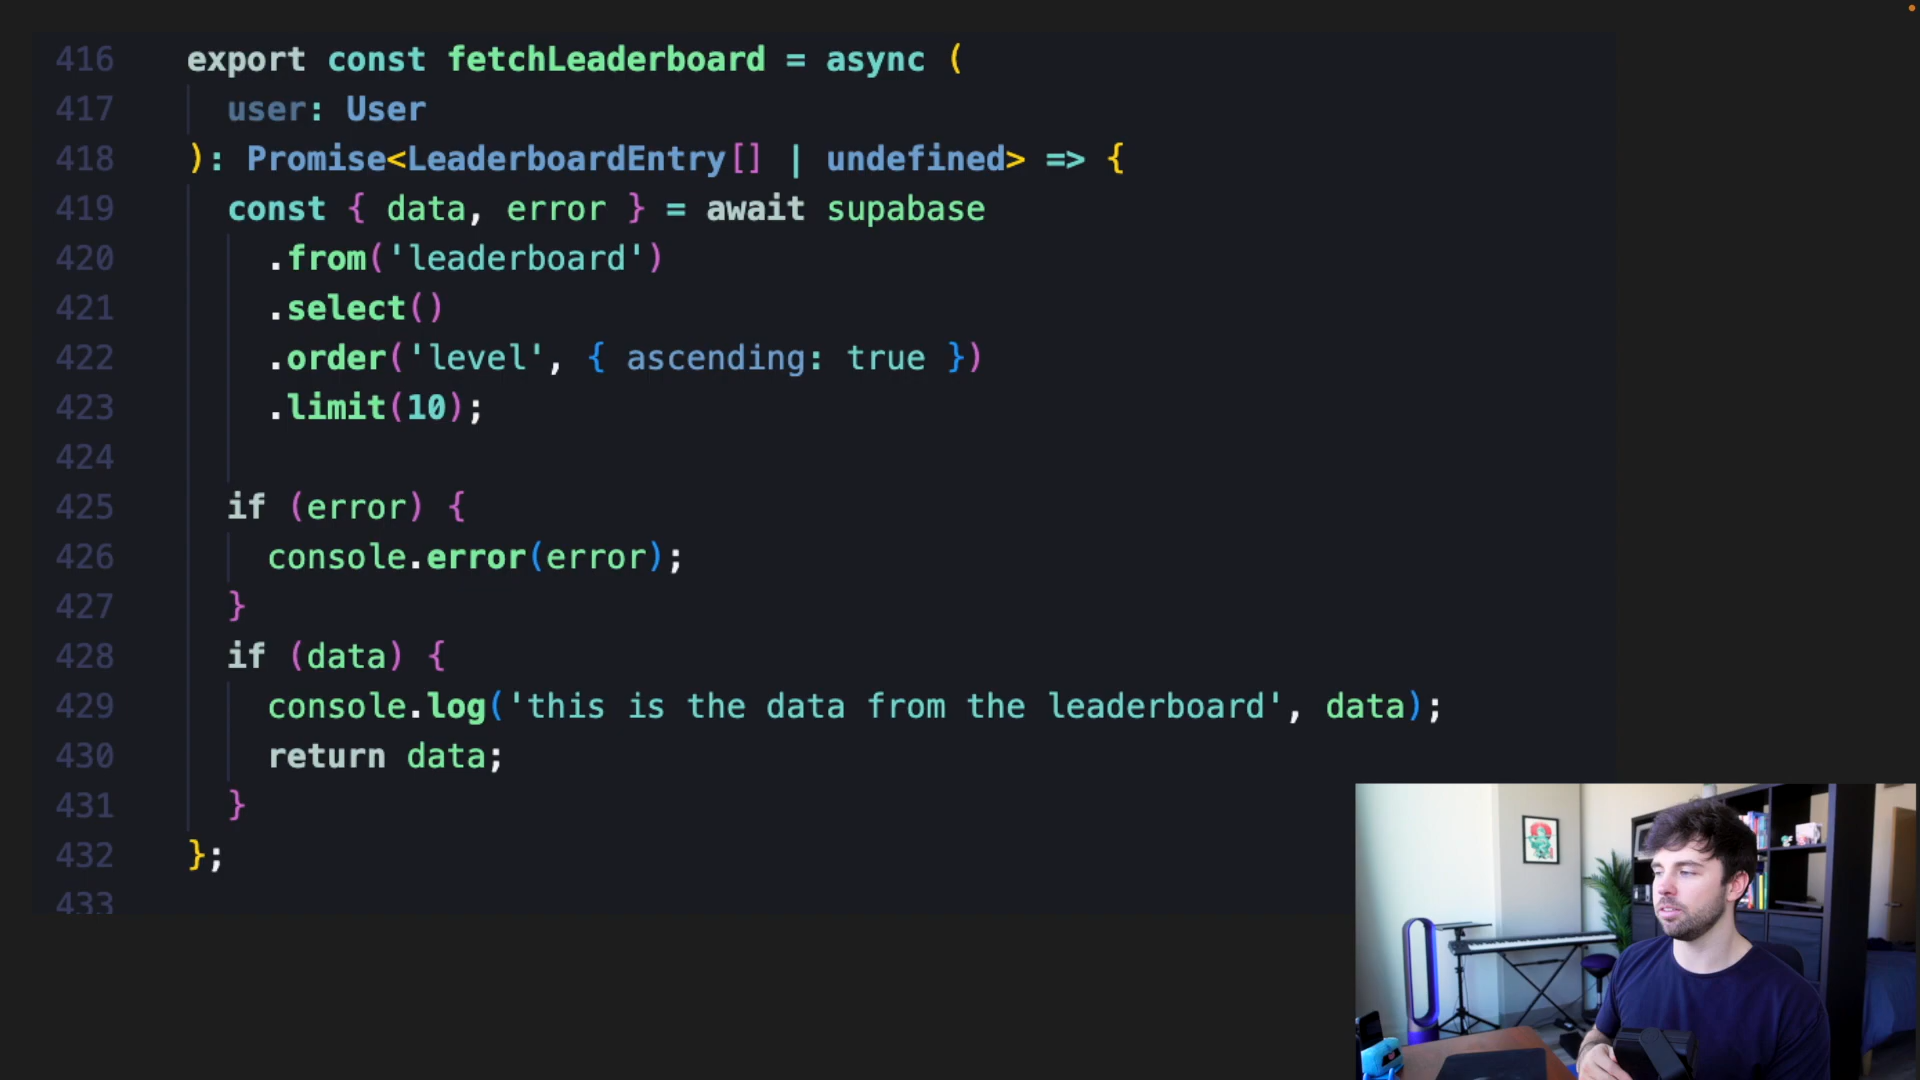 416 export const fetchLeaderboard = async (
417 user: User
418 ): Promise<LeaderboardEntry[] | undefined> => {
419 const { data, error } = await supabase
420 .from('leaderboard')
421 .select()
422 .order('level', { ascending: true })
423 .limit(10);
424
425 if (error) {
426 console.error(error);
427 }
428 if (data) {
429 console.log('this is the data from the leaderboard', data);
430 return data;
431 }
432 };
433